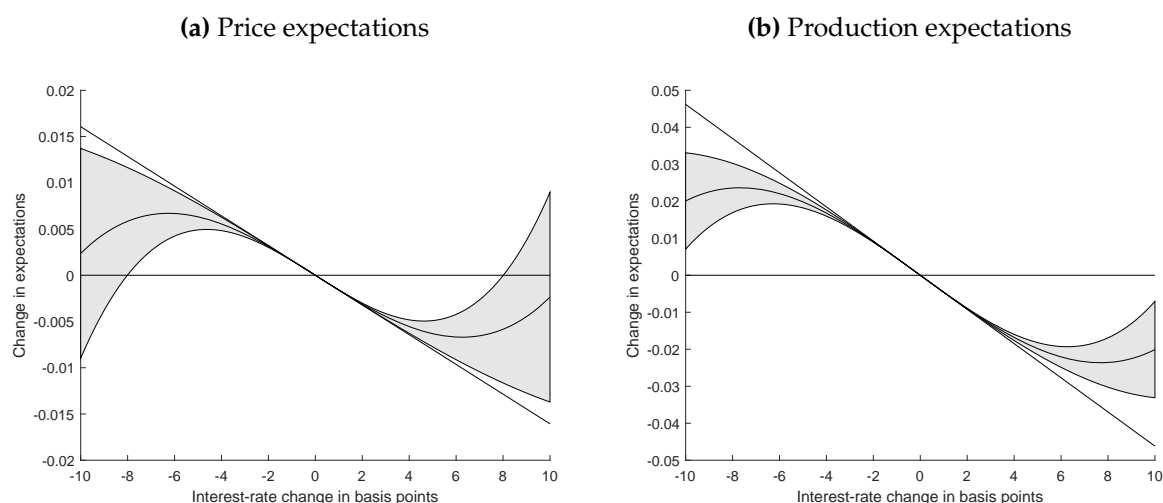 (a) Price expectations
0.02
0.015
0.01
0.005
0
-0.005
-0.01
-0.015
-0.02
Change in expectations
-10 -8 -6 -4 -2 0 2 4 6 8 10
Interest-rate change in basis points
(b) Production expectations
0.05
0.04
0.03
0.02
0.01
0
-0.01
-0.02
-0.03
-0.04
-0.05
Change in expectations
-10 -8 -6 -4 -2 0 2 4 6 8 10
Interest-rate change in basis points